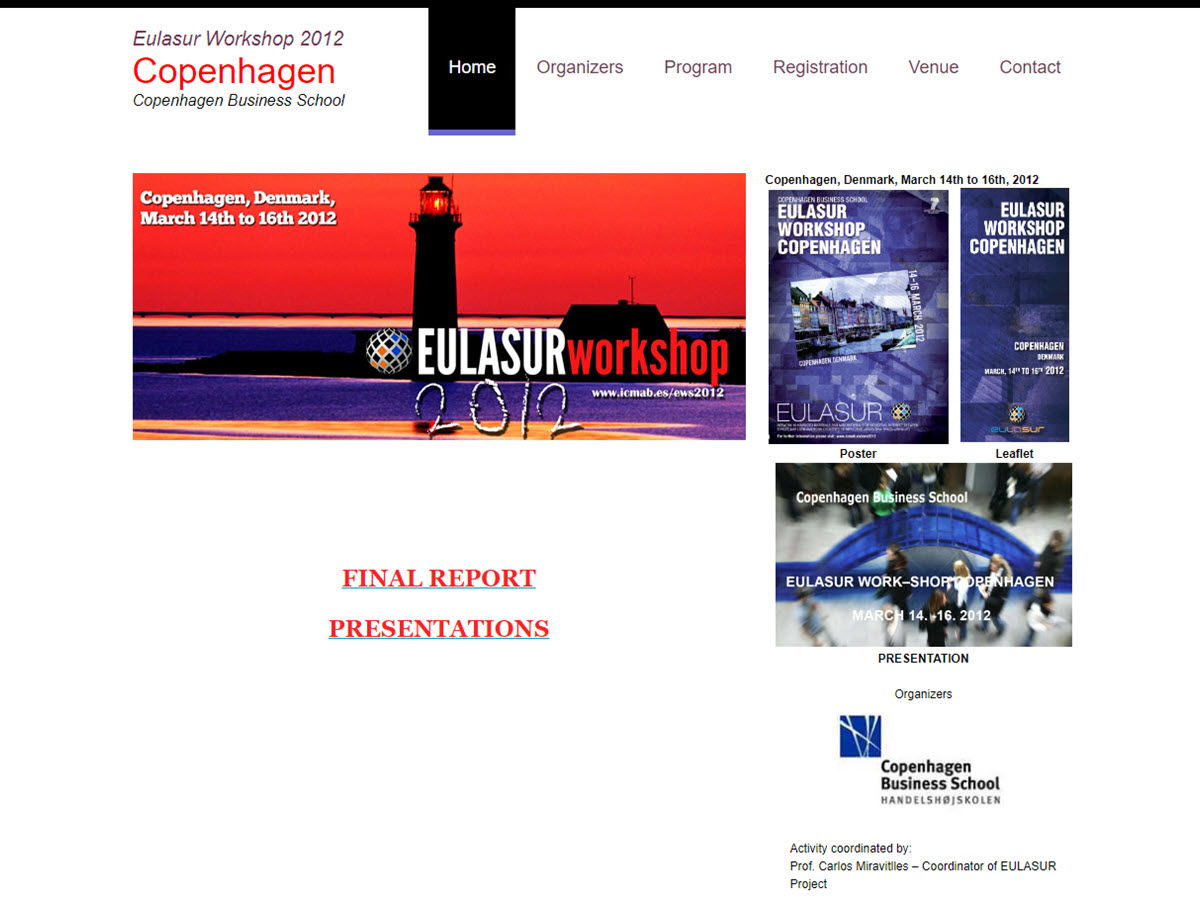 Eulasur Workshop 2012
Copenhagen
Copenhagen Business School
Home
Organizers
Program
Registration
Venue
Contact
Copenhagen, Denmark,
March 14th to 16th 2012
EULASURworkshop
www.icmab.es/ews2012
2012
FINAL REPORT
PRESENTATIONS
Copenhagen, Denmark, March 14th to 16th, 2012
COPENHAGEN BUSINESS SCHOOL
EULASUR
WORKSHOP
COPENHAGEN
14-16 MARCH 2012
COPENHAGEN DENMARK
EULASUR
Poster
EULASUR
WORKSHOP
COPENHAGEN
COPENHAGEN
DENMARK
MARCH, 14TH TO 16TH 2012
eulasur
Leaflet
Copenhagen Business School
EULASUR WORK–SHOP COPENHAGEN
MARCH 14. -16. 2012
PRESENTATION
Organizers
Copenhagen
Business School
HANDELSHØJSKOLEN
Activity coordinated by:
Prof. Carlos Miravitlles – Coordinator of EULASUR
Project